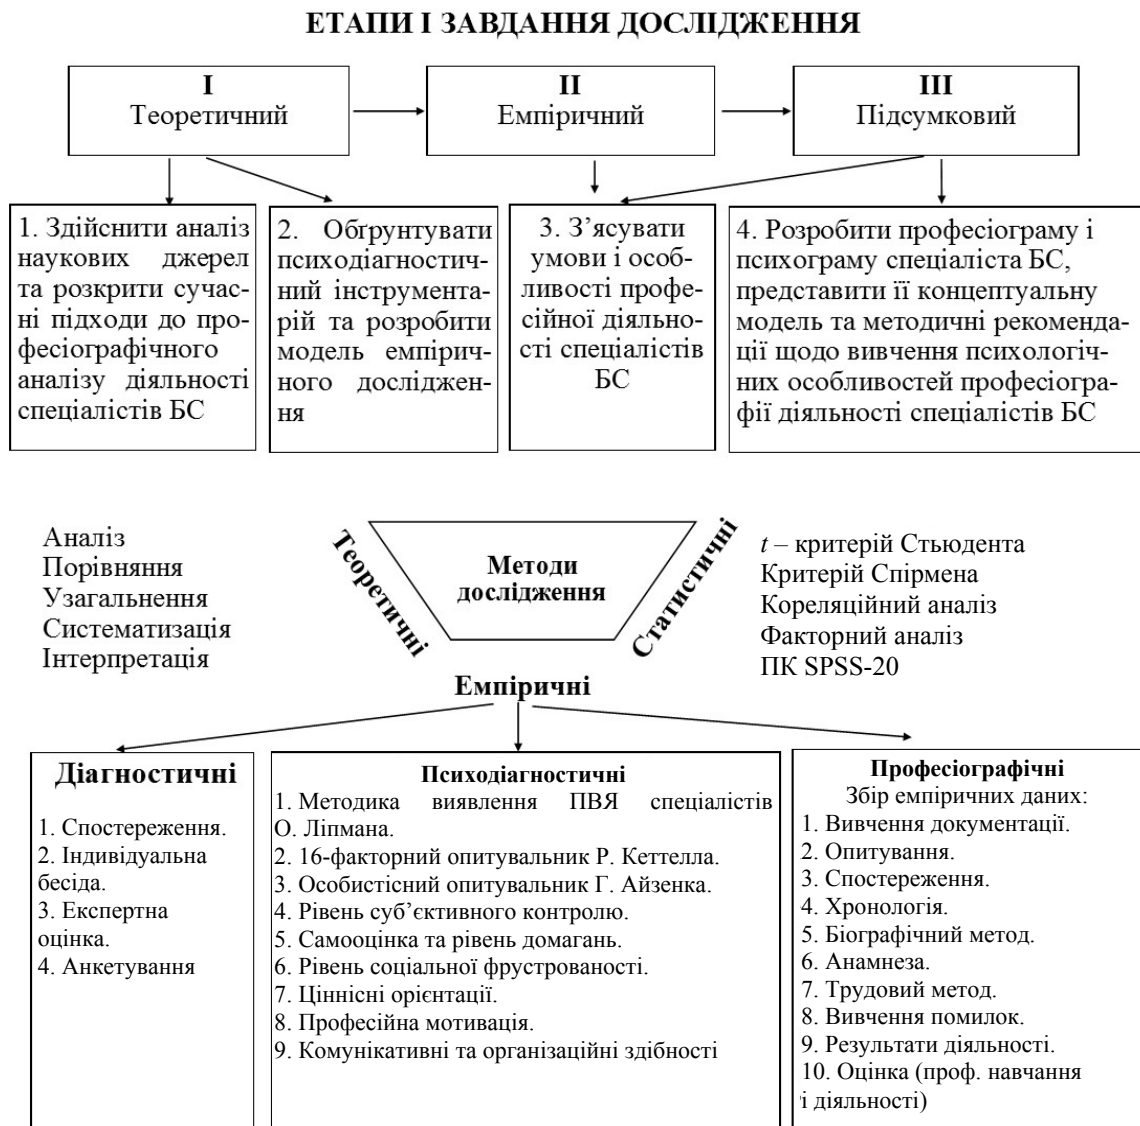 ЕТАПИ І ЗАВДАННЯ ДОСЛІДЖЕННЯ
I
Теоретичний
II
Емпіричний
III
Підсумковий
1. Здійснити аналіз
наукових джерел
та розкрити сучас-
ні підходи до про-
фесіографічного
аналізу діяльності
спеціалістів БС
2. Обґрунтувати
психодіагностич-
ний інструмента-
рій та розробити
модель емпірич-
ного досліджен-
ня
3. З’ясувати
умови і особ-
ливості профе-
сійної діяльно-
сті спеціалістів
БС
4. Розробити професіограму і
психограму спеціаліста БС,
представити її концептуальну
модель та методичні рекоменда-
ції щодо вивчення психологіч-
них особливостей професіогра-
фії діяльності спеціалістів БС
Аналіз
Порівняння
Узагальнення
Систематизація
Інтерпретація
Теоретичні
Методи
дослідження
Статистичні
t – критерій Стьюдента
Критерій Спірмена
Кореляційний аналіз
Факторний аналіз
ПК SPSS-20
Емпіричні
Діагностичні
1. Спостереження.
2. Індивідуальна
бесіда.
3. Експертна
оцінка.
4. Анкетування
Психодіагностичні
1. Методика виявлення ПВЯ спеціалістів
О. Ліпмана.
2. 16-факторний опитувальник Р. Кеттелла.
3. Особистісний опитувальник Г. Айзенка.
4. Рівень суб’єктивного контролю.
5. Самооцінка та рівень домагань.
6. Рівень соціальної фрустрованості.
7. Ціннісні орієнтації.
8. Професійна мотивація.
9. Комунікативні та організаційні здібності
Професіографічні
Збір емпіричних даних:
1. Вивчення документації.
2. Опитування.
3. Спостереження.
4. Хронологія.
5. Біографічний метод.
6. Анамнеза.
7. Трудовий метод.
8. Вивчення помилок.
9. Результати діяльності.
10. Оцінка (проф. навчання
і діяльності)